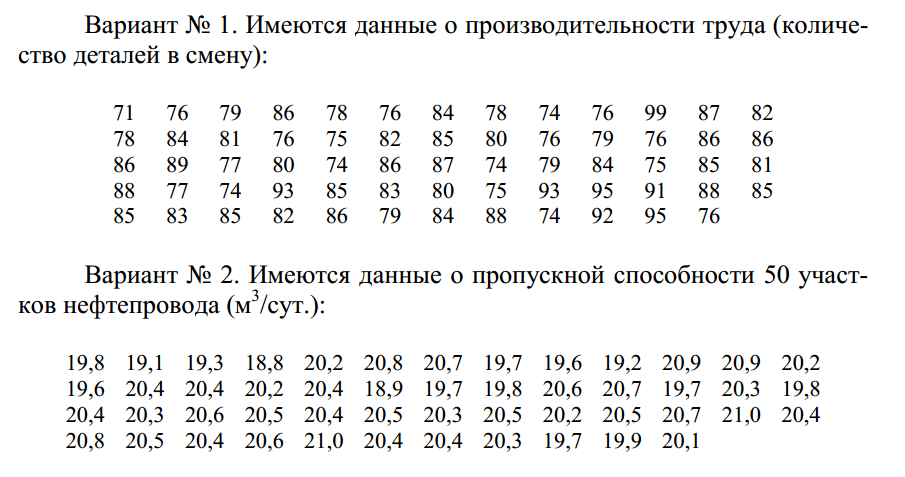 Вариант № 1. Имеются данные о производительности труда (количе-
ство деталей в смену):
71 76 79 86 78 76 84 78 74 76 99 87 82
78 84 81 76 75 82 85 80 76 79 76 86 86
86 89 77 80 74 86 87 74 79 84 75 85 81
88 77 74 93 85 83 80 75 93 95 91 88 85
85 83 85 82 86 79 84 88 74 92 95 76
Вариант № 2. Имеются данные о пропускной способности 50 участ-
ков нефтепровода (м³/сут.):
19,8 19,1 19,3 18,8 20,2 20,8 20,7 19,7 19,6 19,2 20,9 20,9 20,2
19,6 20,4 20,4 20,2 20,4 18,9 19,7 19,8 20,6 20,7 19,7 20,3 19,8
20,4 20,3 20,6 20,5 20,4 20,5 20,3 20,5 20,2 20,5 20,7 21,0 20,4
20,8 20,5 20,4 20,6 21,0 20,4 20,4 20,3 19,7 19,9 20,1